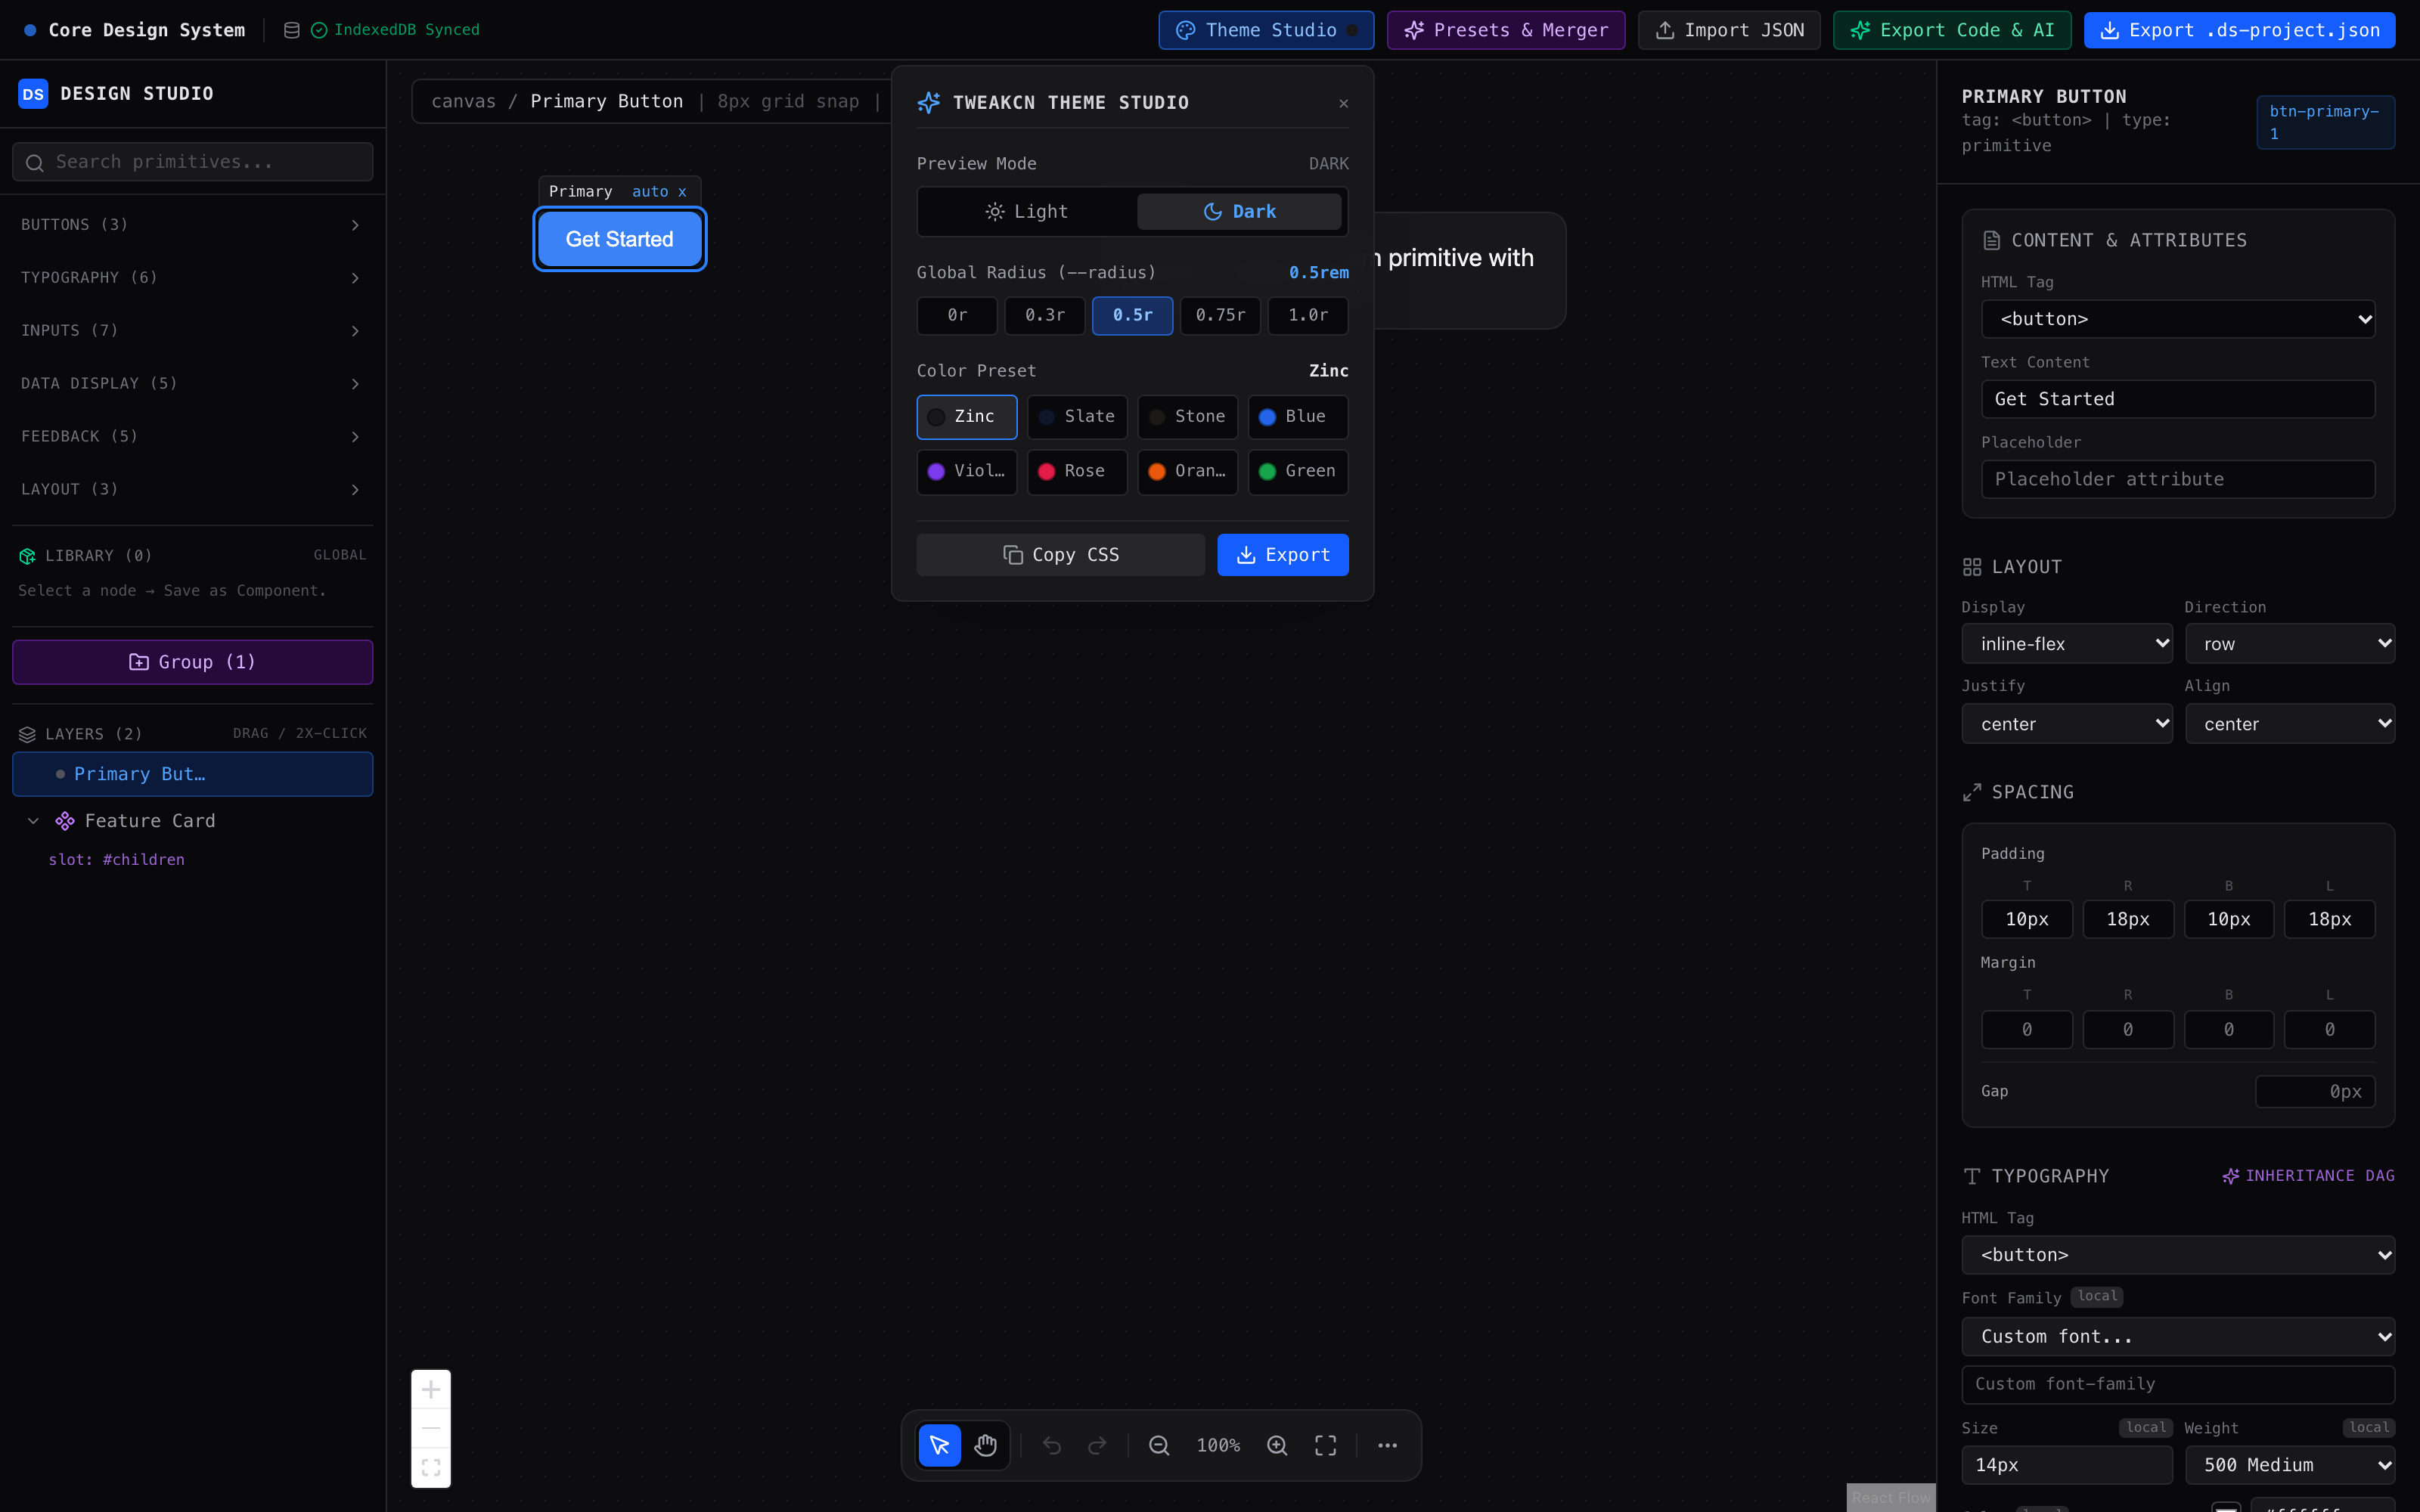 Core Design System
IndexedDB Synced
Theme Studio
Presets & Merger
Import JSON
Export Code & AI
Export .ds-project.json
DS DESIGN STUDIO
Search primitives...
BUTTONS (3)
TYPOGRAPHY (6)
INPUTS (7)
DATA DISPLAY (5)
FEEDBACK (5)
LAYOUT (3)
LIBRARY (0) GLOBAL
Select a node → Save as Component.
Group (1)
LAYERS (2) DRAG / 2X-CLICK
Primary But…
Feature Card
slot: #children
canvas / Primary Button | 8px grid snap |
Primary auto x
Get Started
primitive with
TWEAKCN THEME STUDIO ×
Preview Mode DARK
Light Dark
Global Radius (--radius) 0.5rem
0r 0.3r 0.5r 0.75r 1.0r
Color Preset Zinc
Zinc Slate Stone Blue
Viol… Rose Oran… Green
Copy CSS Export
100%
React Flow
PRIMARY BUTTON
tag: <button> | type:
primitive
btn-primary-
1
CONTENT & ATTRIBUTES
HTML Tag
<button>
Text Content
Get Started
Placeholder
Placeholder attribute
LAYOUT
Display Direction
inline-flex row
Justify Align
center center
SPACING
Padding
T R B L
10px 18px 10px 18px
Margin
T R B L
0 0 0 0
Gap 0px
TYPOGRAPHY INHERITANCE DAG
HTML Tag
<button>
Font Family local
Custom font...
Custom font-family
Size local Weight local
14px 500 Medium